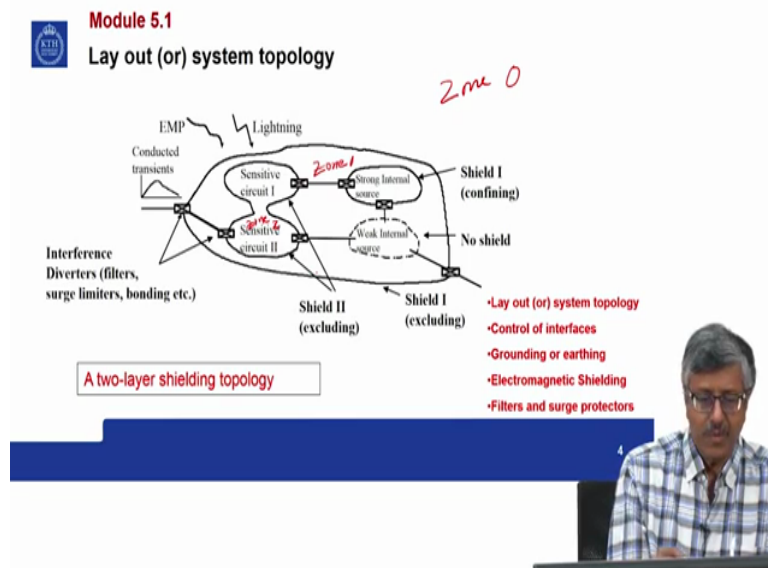 Module 5.1
KTH
Lay out (or) system topology
Zone 0
EMP
Lightning
Conducted
transients
Zone 1
Sensitive
circuit I
Strong Internal
source
Shield I
(confining)
Zone 2
Sensitive
circuit II
Weak Internal
source
No shield
Interference
Diverters (filters,
surge limiters, bonding etc.)
Shield II
(excluding)
Shield I
(excluding)
•Lay out (or) system topology
•Control of interfaces
•Grounding or earthing
•Electromagnetic Shielding
•Filters and surge protectors
A two-layer shielding topology
4